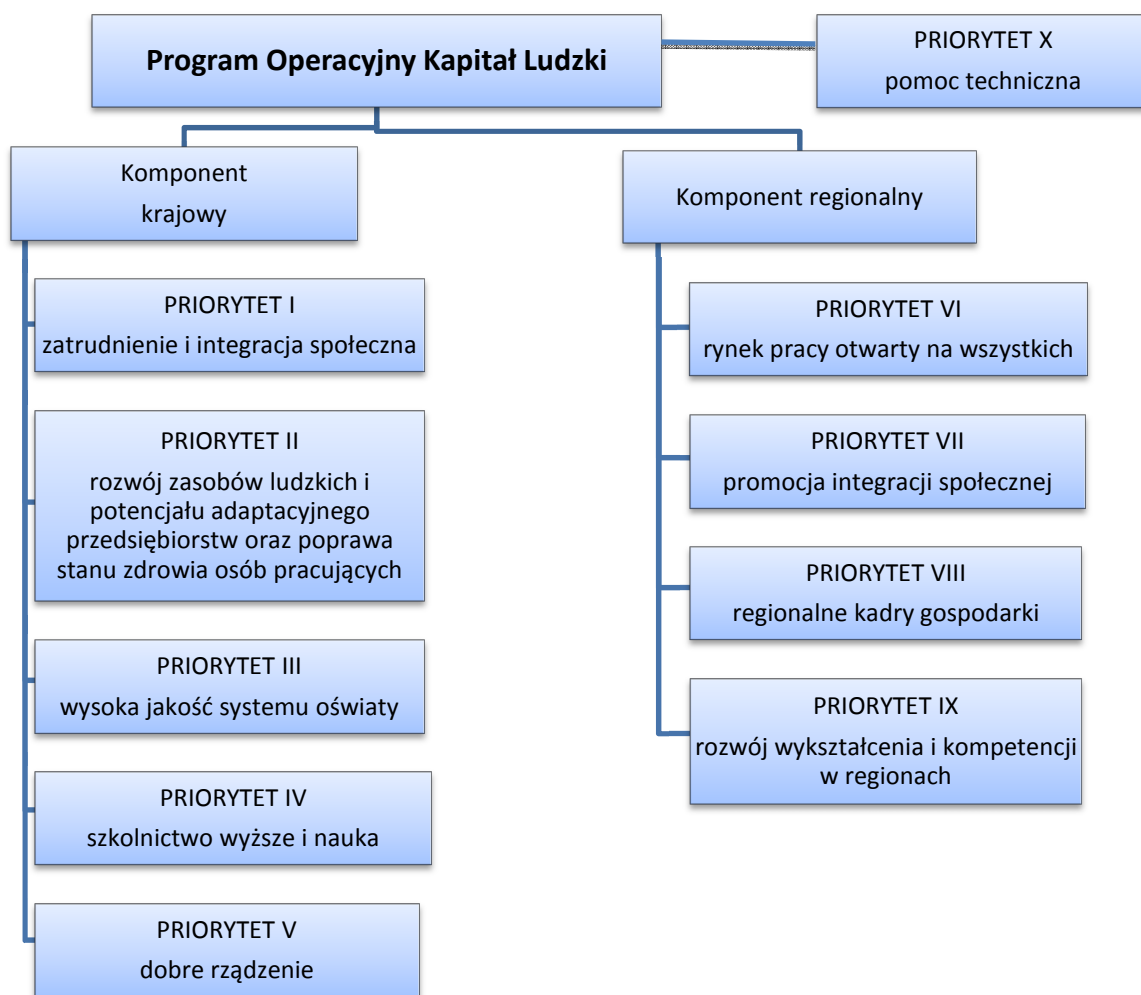 Program Operacyjny Kapitał Ludzki
PRIORYTET X
pomoc techniczna
Komponent
krajowy
PRIORYTET I
zatrudnienie i integracja społeczna
PRIORYTET II
rozwój zasobów ludzkich i
potencjału adaptacyjnego
przedsiębiorstw oraz poprawa
stanu zdrowia osób pracujących
PRIORYTET III
wysoka jakość systemu oświaty
PRIORYTET IV
szkolnictwo wyższe i nauka
PRIORYTET V
dobre rządzenie
Komponent regionalny
PRIORYTET VI
rynek pracy otwarty na wszystkich
PRIORYTET VII
promocja integracji społecznej
PRIORYTET VIII
regionalne kadry gospodarki
PRIORYTET IX
rozwój wykształcenia i kompetencji
w regionach